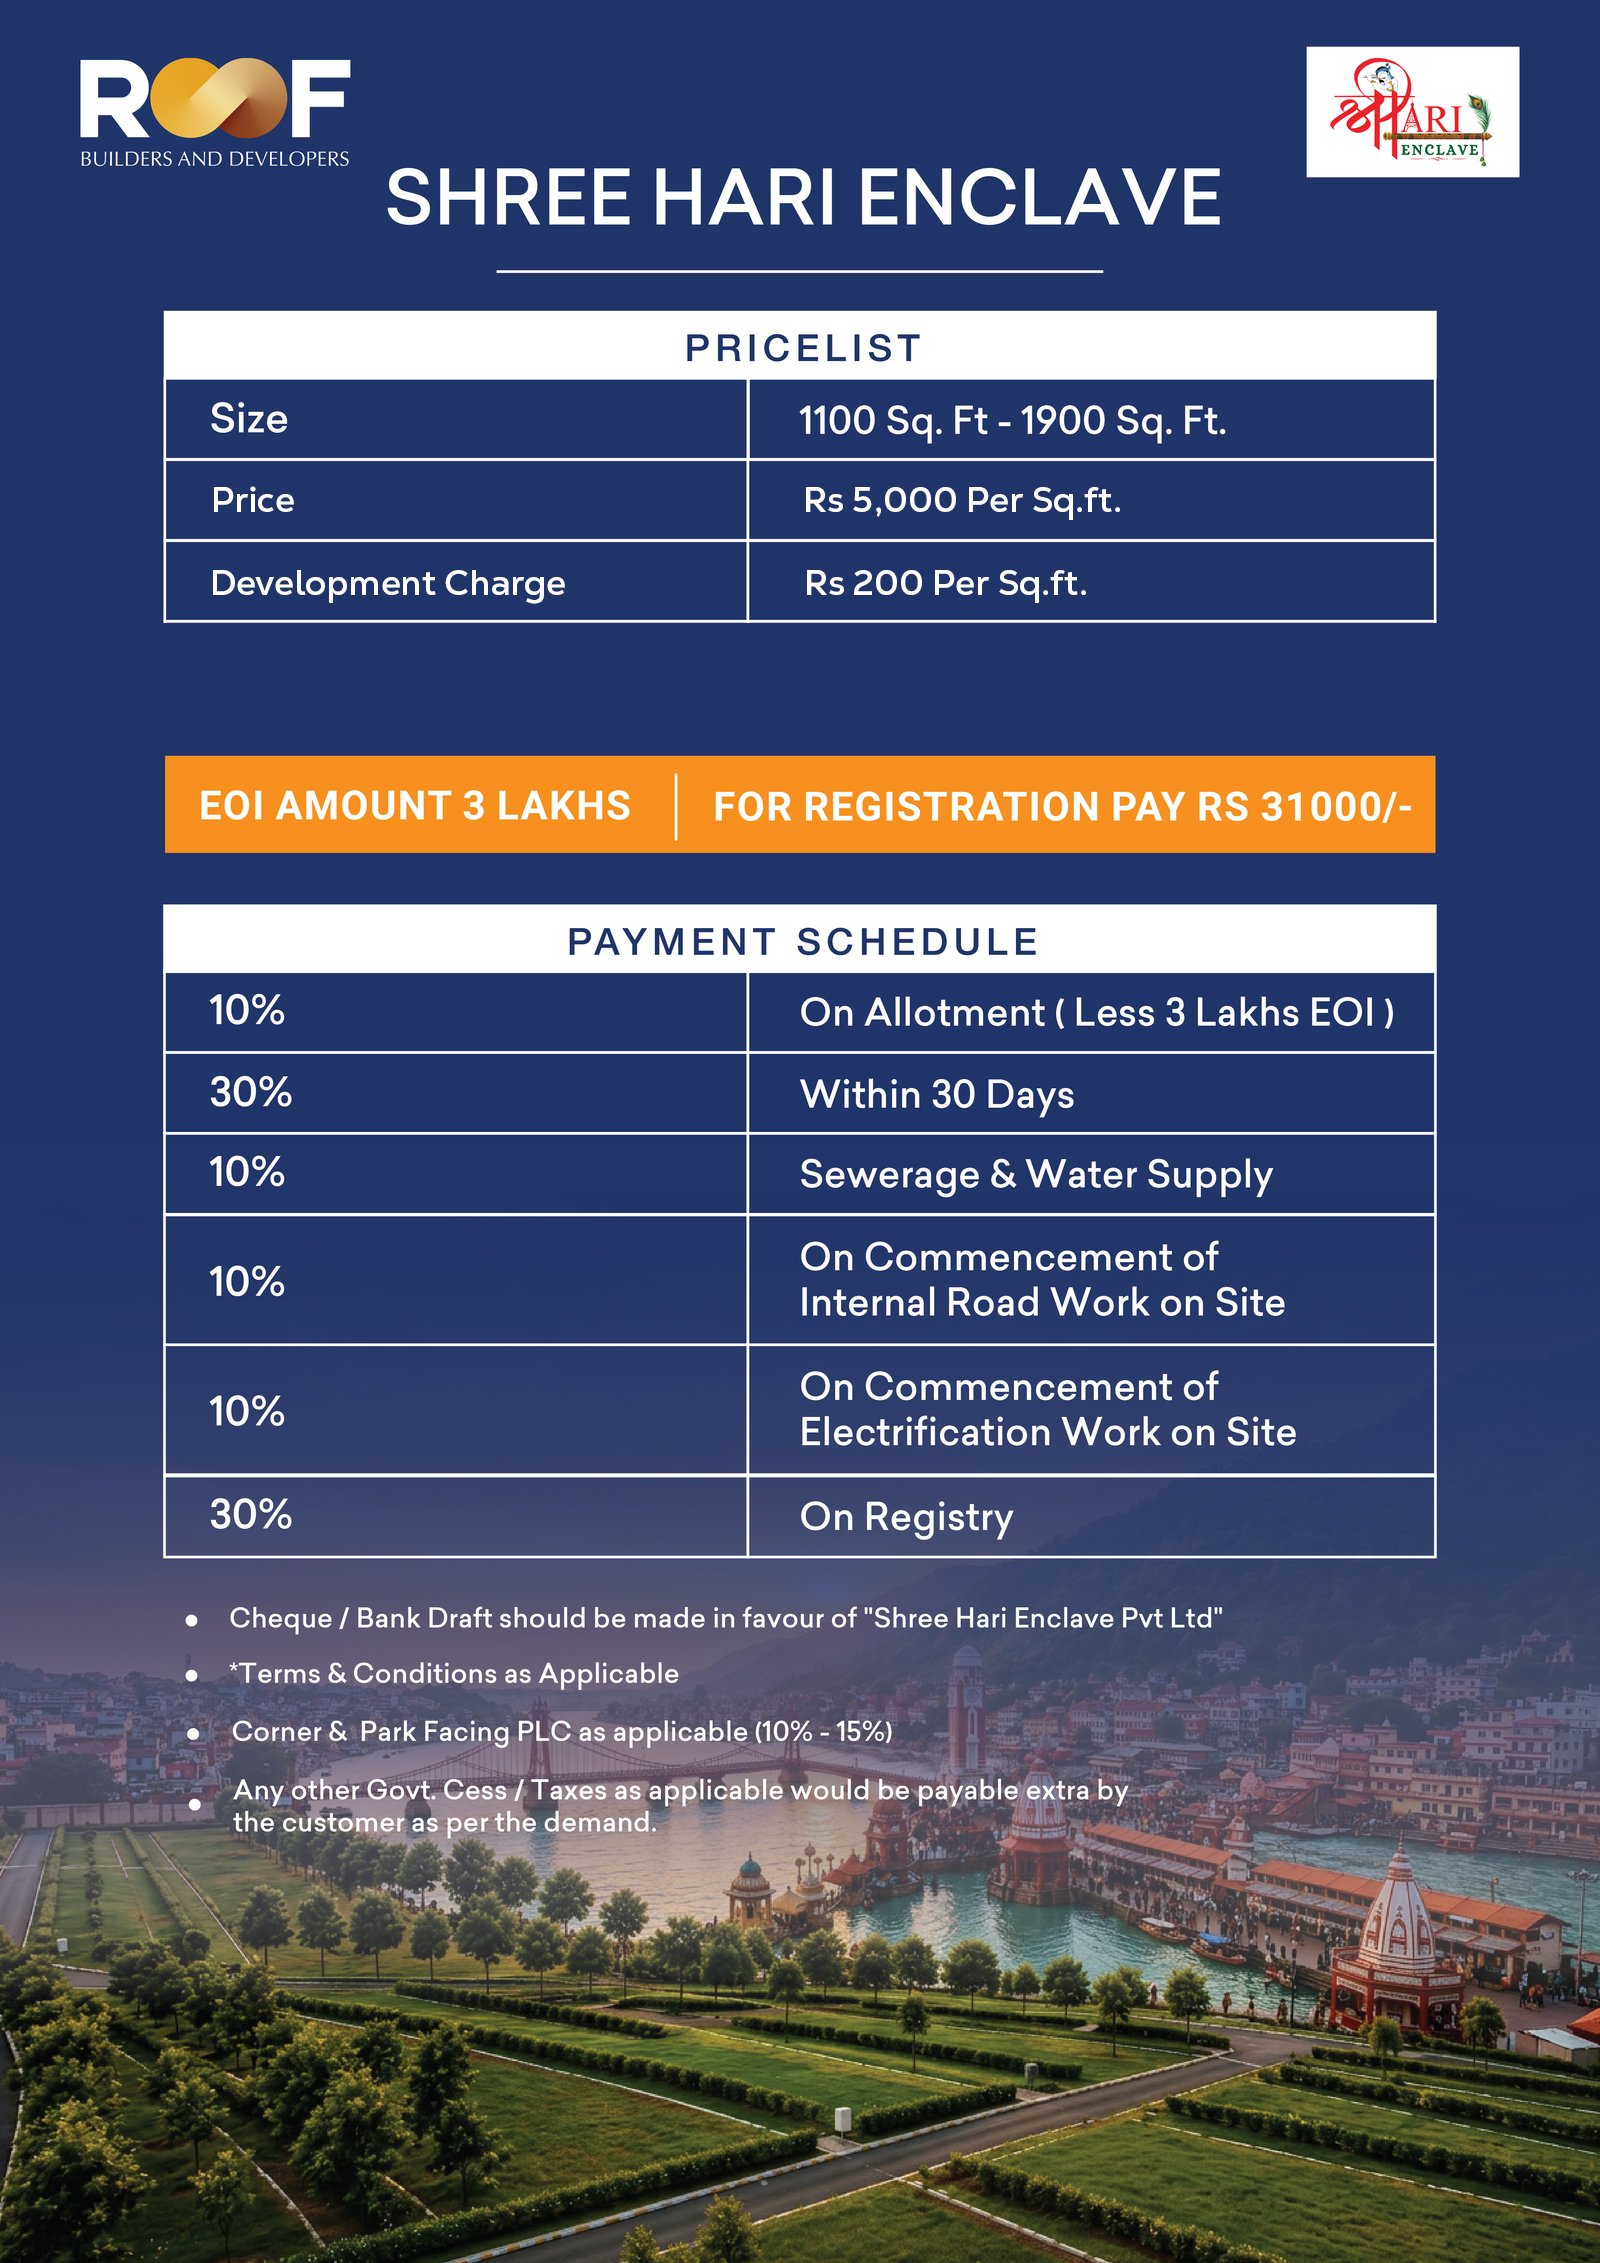 ROOF
BUILDERS AND DEVELOPERS
श्री HARI
ENCLAVE
SHREE HARI ENCLAVE
PRICELIST
Size
1100 Sq. Ft - 1900 Sq. Ft.
Price
Rs 5,000 Per Sq.ft.
Development Charge
Rs 200 Per Sq.ft.
EOI AMOUNT 3 LAKHS
FOR REGISTRATION PAY RS 31000/-
PAYMENT SCHEDULE
10%
On Allotment ( Less 3 Lakhs EOI )
30%
Within 30 Days
10%
Sewerage & Water Supply
10%
On Commencement of
Internal Road Work on Site
10%
On Commencement of
Electrification Work on Site
30%
On Registry
• Cheque / Bank Draft should be made in favour of "Shree Hari Enclave Pvt Ltd"
• *Terms & Conditions as Applicable
• Corner & Park Facing PLC as applicable (10% - 15%)
• Any other Govt. Cess / Taxes as applicable would be payable extra by
the customer as per the demand.